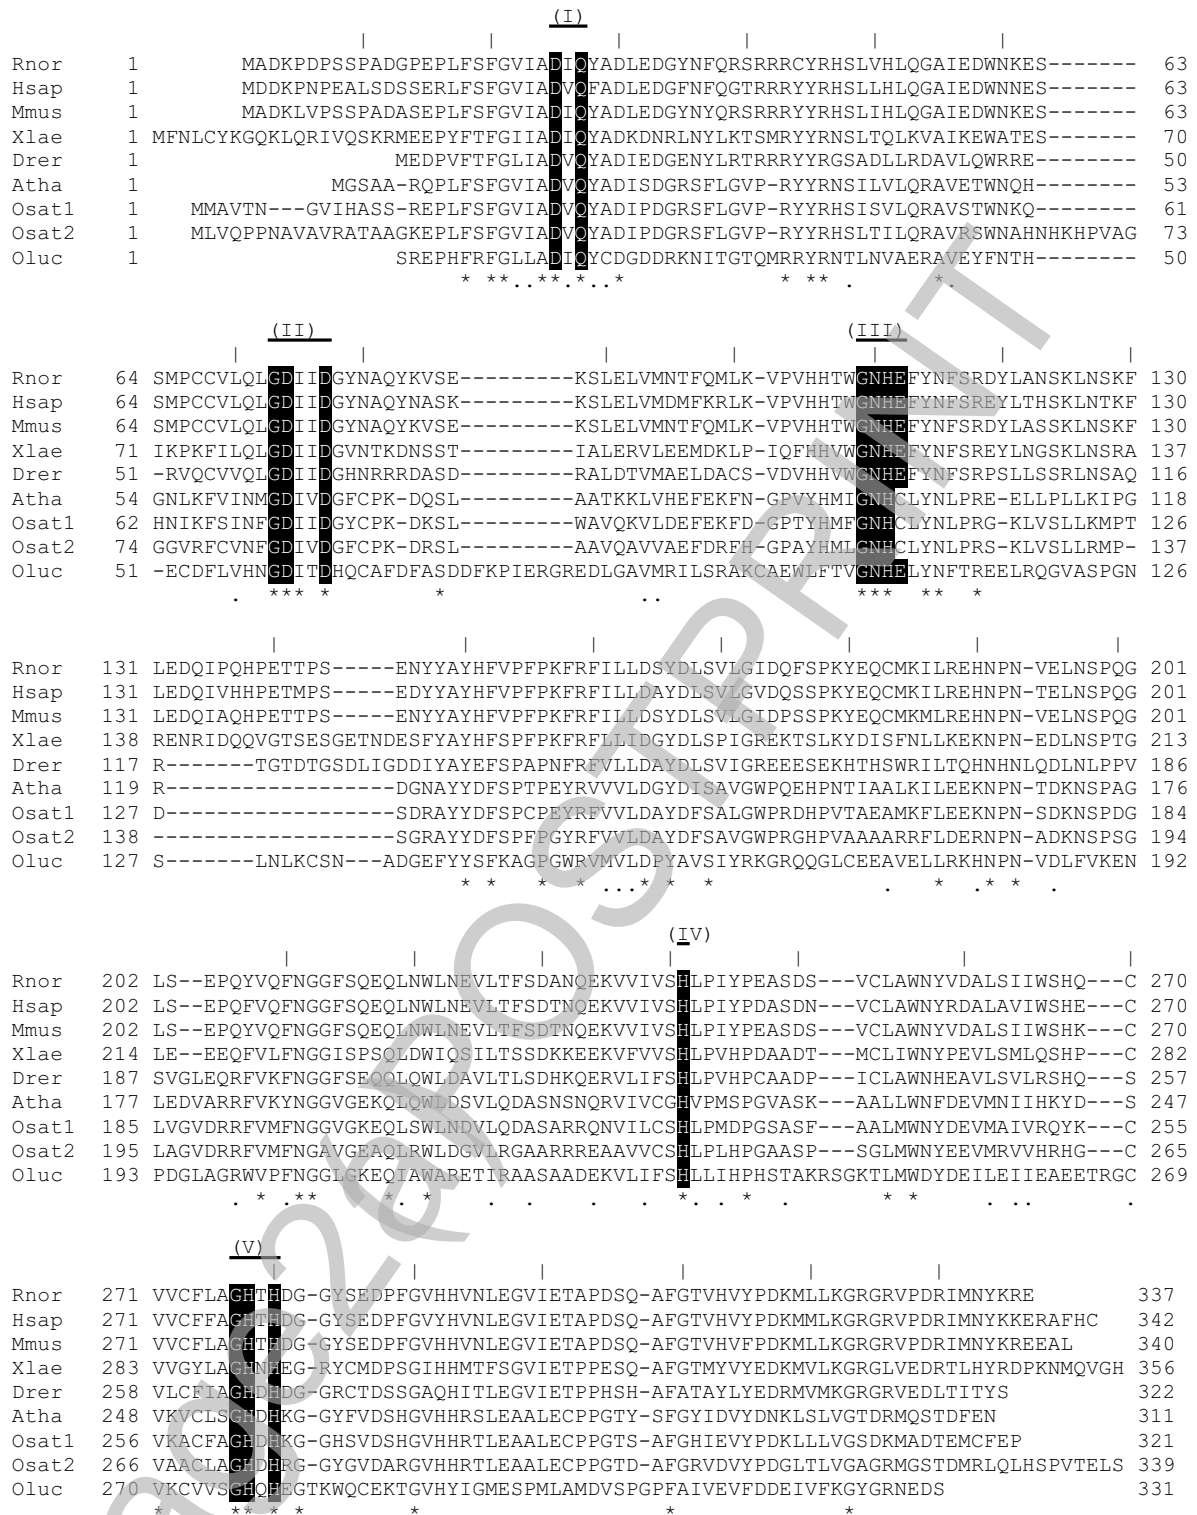 (I)
| | | | | |
Rnor 1 MADKPDPSSPADGPEPLFSFGVIADIQYADLEDGYNFQRSRRRCYRHSLVHLQGAIEDWNKES------- 63
Hsap 1 MDDKPNPEALSDSSERLFSFGVIADVQFADLEDGFNFQGTRRRYYRHSLLHLQGAIEDWNNES------- 63
Mmus 1 MADKLVPSSPADASEPLFSFGVIADIQYADLEDGYNYQRSRRRYYRHSLIHLQGAIEDWNKES------- 63
Xlae 1 MFNLCYKGQKLQRIVQSKRMEEPYFTFGIIADIQYADKDNRLNYLKTSMRYYRNSLTQLKVAIKEWATES------- 70
Drer 1 MEDPVFTFGLIADVQYADIEDGENYLRTRRRYYRGSADLLRDAVLQWRRE-------- 50
Atha 1 MGSAA-RQPLFSFGVIADVQYADISDGRSFLGVP-RYYRNSILVLQRAVETWNQH-------- 53
Osat1 1 MMAVTN---GVIHASS-REPLFSFGVIADVQYADIPDGRSFLGVP-RYYRHSISVLQRAVSTWNKQ-------- 61
Osat2 1 MLVQPPNAVAVRATAAGKEPLFSFGVIADVQYADIPDGRSFLGVP-RYYRHSLTILQRAVRSWNAHNHKHPVAG 73
Oluc 1 SREPHFRFGLLADIQYCDGDDRKNITGTQMRRYRNTLNVAERAVEYFNTH-------- 50
* **..**.*..* * ** . *.
(II) (III)
| | | | | | |
Rnor 64 SMPCCVLQLGDIIDGYNAQYKVSE---------KSLELVMNTFQMLK-VPVHHTWGNHEFYNFSRDYLANSKLNSKF 130
Hsap 64 SMPCCVLQLGDIIDGYNAQYNASK---------KSLELVMDMFKRLK-VPVHHTWGNHEFYNFSREYLTHSKLNTKF 130
Mmus 64 SMPCCVLQLGDIIDGYNAQYKVSE---------KSLELVMNTFQMLK-VPVHHTWGNHEFYNFSRDYLASSKLNSKF 130
Xlae 71 IKPKFILQLGDIIDGVNTKDNSST---------IALERVLEEMDKLP-IQFHHVWGNHEFYNFSREYLNGSKLNSRA 137
Drer 51 -RVQCVVQLGDIIDGHNRRRDASD---------RALDTVMAELDACS-VDVHHVWGNHEFYNFSRPSLLSSRLNSAQ 116
Atha 54 GNLKFVINMGDIVDGFCPK-DQSL---------AATKKLVHEFEKFN-GPVYHMIGNHCLYNLPRE-ELLPLLKIPG 118
Osat1 62 HNIKFSINFGDIIDGYCPK-DKSL---------WAVQKVLDEFEKFD-GPTYHMFGNHCLYNLPRG-KLVSLLKMPT 126
Osat2 74 GGVRFCVNFGDIVDGFCPK-DRSL---------AAVQAVVAEFDRFH-GPAYHMLGNHCLYNLPRS-KLVSLLRMP- 137
Oluc 51 -ECDFLVHNGDITDHQCAFDFASDDFKPIERGREDLGAVMRILSRAKCAEWLFTVGNHELYNFTREELRQGVASPGN 126
. *** * * .. *** ** *
| | | | | | |
Rnor 131 LEDQIPQHPETTPS-----ENYYAYHFVPFPKFRFILLDSYDLSVLGIDQFSPKYEQCMKILREHNPN-VELNSPQG 201
Hsap 131 LEDQIVHHPETMPS-----EDYYAYHFVPFPKFRFILLDAYDLSVLGVDQSSPKYEQCMKILREHNPN-TELNSPQG 201
Mmus 131 LEDQIAQHPETTPS-----ENYYAYHFVPFPKFRFILLDSYDLSVLGIDPSSPKYEQCMKMLREHNPN-VELNSPQG 201
Xlae 138 RENRIDQQVGTSESGETNDESFYAYHFSPFPKFRFLLIDGYDLSPIGREKTSLKYDISFNLLKEKNPN-EDLNSPTG 213
Drer 117 R-------TGTDTGSDLIGDDIYAYEFSPAPNFRFVLLDAYDLSVIGREEESEKHTHSWRILTQHNHNLQDLNLPPV 186
Atha 119 R------------------DGNAYYDFSPTPEYRVVVLDGYDISAVGWPQEHPNTIAALKILEEKNPN-TDKNSPAG 176
Osat1 127 D------------------SDRAYYDFSPCPEYRFVVLDAYDFSALGWPRDHPVTAEAMKFLEEKNPN-SDKNSPDG 184
Osat2 138 -------------------SGRAYYDFSPFPGYRFVVLDAYDFSAVGWPRGHPVAAAARRFLDERNPN-ADKNSPSG 194
Oluc 127 S-------LNLKCSN---ADGEFYYSFKAGPGWRVMVLDPYAVSIYRKGRQQGLCEEAVELLRKHNPN-VDLFVKEN 192
* * * * ...* * * . * .* * .
(IV)
| | | | | | |
Rnor 202 LS--EPQYVQFNGGFSQEQLNWLNEVLTFSDANQEKVVIVSHLPIYPEASDS---VCLAWNYVDALSIIWSHQ---C 270
Hsap 202 LS--EPQFVQFNGGFSQEQLNWLNEVLTFSDTNQEKVVIVSHLPIYPDASDN---VCLAWNYRDALAVIWSHE---C 270
Mmus 202 LS--EPQYVQFNGGFSQEQLNWLNEVLTFSDTNQEKVVIVSHLPIYPEASDS---VCLAWNYVDALSIIWSHK---C 270
Xlae 214 LE--EEQFVLFNGGISPSQLDWIQSILTSSDKKEEKVFVVSHLPVHPDAADT---MCLIWNYPEVLSMLQSHP---C 282
Drer 187 SVGLEQRFVKFNGGFSEQQLQWLDAVLTLSDHKQERVLIFSHLPVHPCAADP---ICLAWNHEAVLSVLRSHQ---S 257
Atha 177 LEDVARRFVKYNGGVGEKQLQWLDSVLQDASNSNQRVIVCGHVPMSPGVASK---AALLWNFDEVMNIIHKYD---S 247
Osat1 185 LVGVDRRFVMFNGGVGKEQLSWLNDVLQDASARRQNVILCSHLPMDPGSASF---AALMWNYDEVMAIVRQYK---C 255
Osat2 195 LAGVDRRFVMFNGAVGEAQLRWLDGVLRGAARRREAAVVCSHLPLHPGAASP---SGLMWNYEEVMRVVHRHG---C 265
Oluc 193 PDGLAGRWVPFNGGLGKEQIAWARETIRAASAADEKVLIFSHLLIHPHSTAKRSGKTLMWDYDEILEIIEAEETRGC 269
. * .** *. * . . . . * * . * * . .. .
(V)
| | | | | |
Rnor 271 VVCFLAGHTHDG-GYSEDPFGVHHVNLEGVIETAPDSQ-AFGTVHVYPDKMLLKGRGRVPDRIMNYKRE 337
Hsap 271 VVCFFAGHTHDG-GYSEDPFGVYHVNLEGVIETAPDSQ-AFGTVHVYPDKMMLKGRGRVPDRIMNYKKERAFHC 342
Mmus 271 VVCFLAGHTHDG-GYSEDPFGVHHVNLEGVIETAPDSQ-AFGTVHVFPDKMLLKGRGRVPDRIMNYKREEAL 340
Xlae 283 VVGYLAGHNHEG-RYCMDPSGIHHMTFSGVIETPPESQ-AFGTMYVYEDKMVLKGRGLVEDRTLHYRDPKNMQVGH 356
Drer 258 VLCFIAGHDHDG-GRCTDSSGAQHITLEGVIETPPHSH-AFATAYLYEDRMVMKGRGRVEDLTITYS 322
Atha 248 VKVCLSGHDHKG-GYFVDSHGVHHRSLEAALECPPGTY-SFGYIDVYDNKLSLVGTDRMQSTDFEN 311
Osat1 256 VKACFAGHDHKG-GHSVDSHGVHHRTLEAALECPPGTS-AFGHIEVYPDKLLLVGSDKMADTEMCFEP 321
Osat2 266 VAACLAGHDHRG-GYGVDARGVHHRTLEAALECPPGTD-AFGRVDVYPDGLTLVGAGRMGSTDMRLQLHSPVTELS 339
Oluc 270 VKCVVSGHQHEGTKWQCEKTGVHYIGMESPMLAMDVSPGPFAIVEVFDDEIVFKGYGRNEDS 331
* ** * * * * *